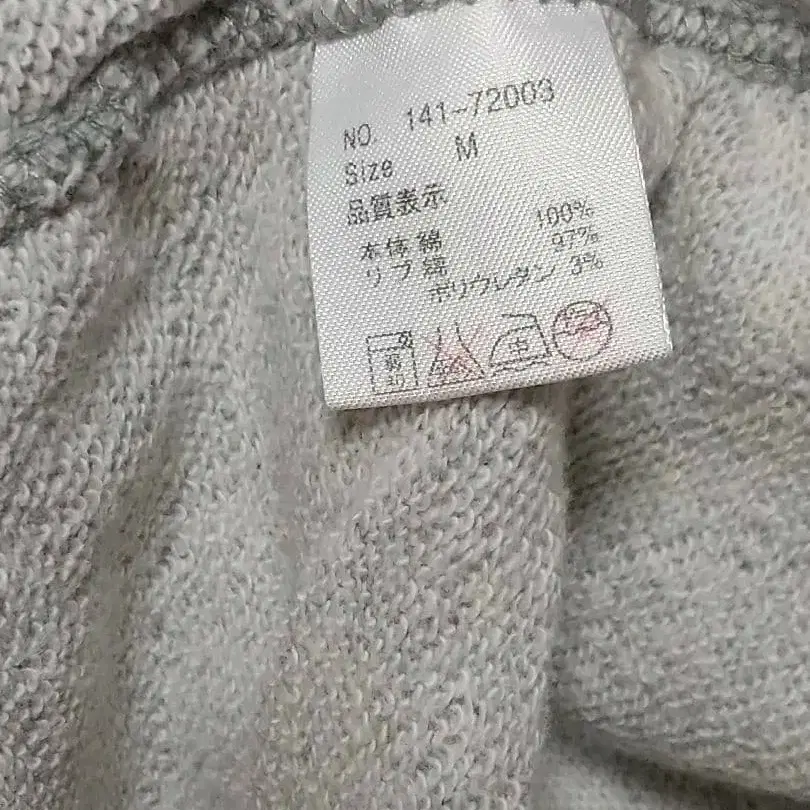 NO 141-72003
Size M
品質表示
本体 綿 100%
リブ 綿 97%
ポリウレタン 3%
中